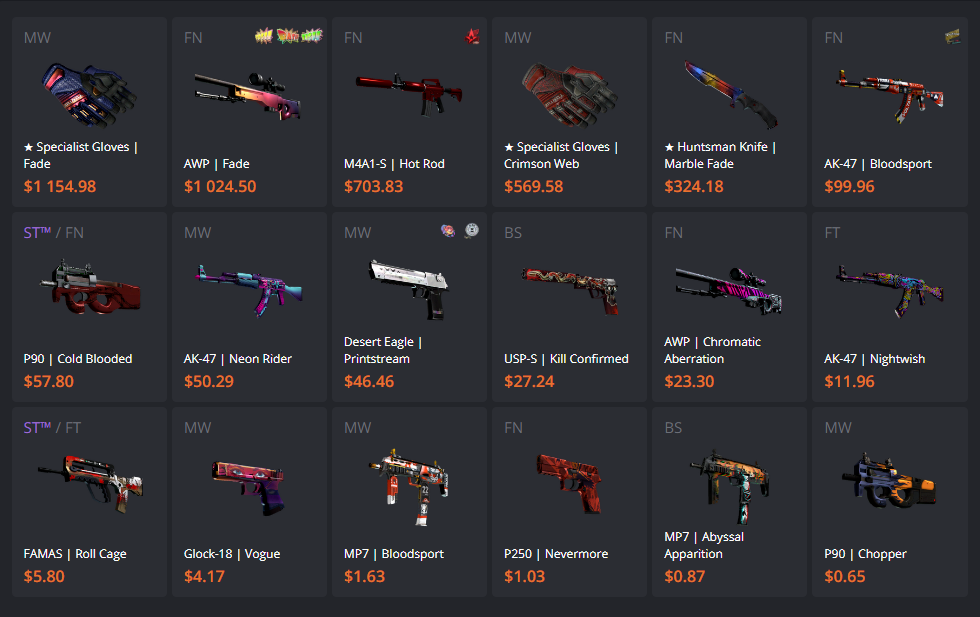 MW
★ Specialist Gloves |
Fade
$1 154.98
FN
AWP | Fade
$1 024.50
FN
M4A1-S | Hot Rod
$703.83
MW
★ Specialist Gloves |
Crimson Web
$569.58
FN
★ Huntsman Knife |
Marble Fade
$324.18
FN
AK-47 | Bloodsport
$99.96
ST™ / FN
P90 | Cold Blooded
$57.80
MW
AK-47 | Neon Rider
$50.29
MW
Desert Eagle |
Printstream
$46.46
BS
USP-S | Kill Confirmed
$27.24
FN
AWP | Chromatic
Aberration
$23.30
FT
AK-47 | Nightwish
$11.96
ST™ / FT
FAMAS | Roll Cage
$5.80
MW
Glock-18 | Vogue
$4.17
MW
MP7 | Bloodsport
$1.63
FN
P250 | Nevermore
$1.03
BS
MP7 | Abyssal
Apparition
$0.87
MW
P90 | Chopper
$0.65